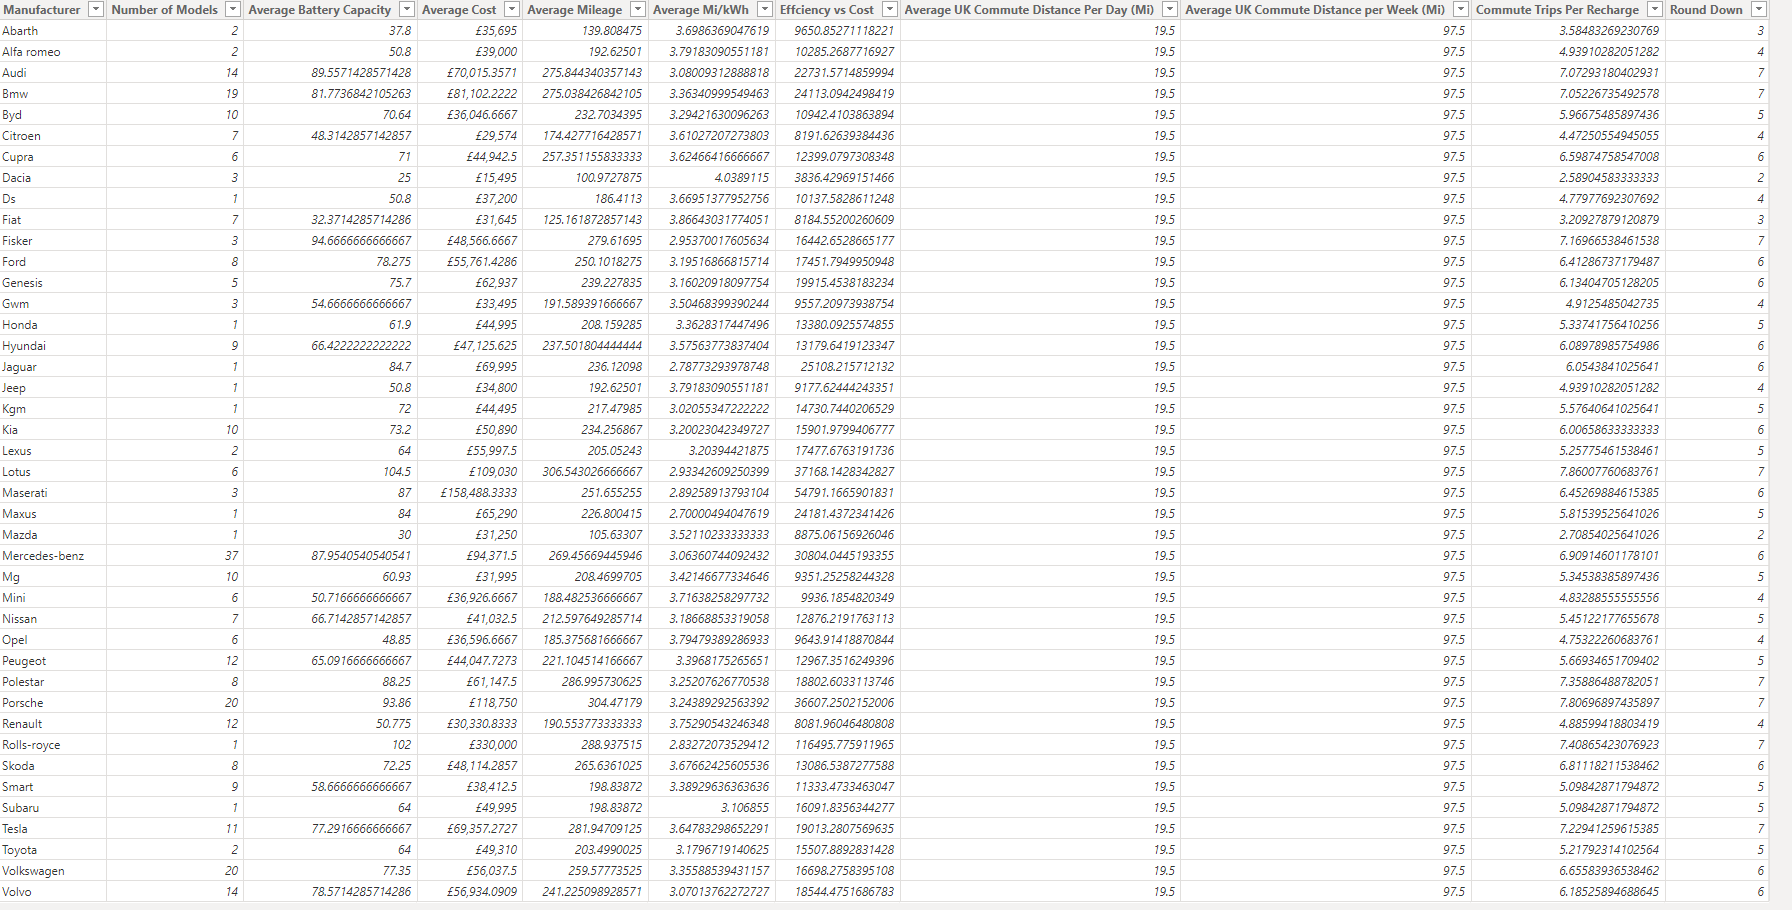 Manufacturer Number of Models Average Battery Capacity Average Cost Average Mileage Average Mi/kWh Effciency vs Cost Average UK Commute Distance Per Day (Mi) Average UK Commute Distance per Week (Mi) Commute Trips Per Recharge Round Down
Abarth 2 37.8 £35,695 139.808475 3.6986369047619 9650.85271118221 19.5 97.5 3.58483269230769 3
Alfa romeo 2 50.8 £39,000 192.62501 3.79183090551181 10285.2687716927 19.5 97.5 4.93910282051282 4
Audi 14 89.5571428571428 £70,015.3571 275.844340357143 3.08009312888818 22731.5714859994 19.5 97.5 7.07293180402931 7
Bmw 19 81.7736842105263 £81,102.2222 275.038426842105 3.36340999549463 24113.0942498419 19.5 97.5 7.05226735492578 7
Byd 10 70.64 £36,046.6667 232.7034395 3.29421630096263 10942.4103863894 19.5 97.5 5.96675485897436 5
Citroen 7 48.3142857142857 £29,574 174.427716428571 3.61027207273803 8191.62639384436 19.5 97.5 4.47250554945055 4
Cupra 6 71 £44,942.5 257.351155833333 3.62466416666667 12399.0797308348 19.5 97.5 6.59874758547008 6
Dacia 3 25 £15,495 100.9727875 4.0389115 3836.42969151466 19.5 97.5 2.58904583333333 2
Ds 1 50.8 £37,200 186.4113 3.66951377952756 10137.5828611248 19.5 97.5 4.77977692307692 4
Fiat 7 32.3714285714286 £31,645 125.161872857143 3.86643031774051 8184.55200260609 19.5 97.5 3.20927879120879 3
Fisker 3 94.6666666666667 £48,566.6667 279.61695 2.95370017605634 16442.6528665177 19.5 97.5 7.16966538461538 7
Ford 8 78.275 £55,761.4286 250.1018275 3.19516866815714 17451.7949950948 19.5 97.5 6.41286737179487 6
Genesis 5 75.7 £62,937 239.227835 3.16020918097754 19915.4538183234 19.5 97.5 6.13404705128205 6
Gwm 3 54.6666666666667 £33,495 191.589391666667 3.50468399390244 9557.20973938754 19.5 97.5 4.9125485042735 4
Honda 1 61.9 £44,995 208.159285 3.3628317447496 13380.0925574855 19.5 97.5 5.33741756410256 5
Hyundai 9 66.4222222222222 £47,125.625 237.501804444444 3.57563773837404 13179.6419123347 19.5 97.5 6.08978985754986 6
Jaguar 1 84.7 £69,995 236.12098 2.78773293978748 25108.215712132 19.5 97.5 6.0543841025641 6
Jeep 1 50.8 £34,800 192.62501 3.79183090551181 9177.62444243351 19.5 97.5 4.93910282051282 4
Kgm 1 72 £44,495 217.47985 3.02055347222222 14730.7440206529 19.5 97.5 5.57640641025641 5
Kia 10 73.2 £50,890 234.256867 3.20023042349727 15901.9799406777 19.5 97.5 6.00658633333333 6
Lexus 2 64 £55,997.5 205.05243 3.20394421875 17477.6763191736 19.5 97.5 5.25775461538461 5
Lotus 6 104.5 £109,030 306.543026666667 2.93342609250399 37168.1428342827 19.5 97.5 7.86007760683761 7
Maserati 3 87 £158,488.3333 251.655255 2.89258913793104 54791.1665901831 19.5 97.5 6.45269884615385 6
Maxus 1 84 £65,290 226.800415 2.70000494047619 24181.4372341426 19.5 97.5 5.81539525641026 5
Mazda 1 30 £31,250 105.63307 3.52110233333333 8875.06156926046 19.5 97.5 2.70854025641026 2
Mercedes-benz 37 87.9540540540541 £94,371.5 269.45669445946 3.06360744092432 30804.0445193355 19.5 97.5 6.90914601178101 6
Mg 10 60.93 £31,995 208.4699705 3.42146677334646 9351.25258244328 19.5 97.5 5.34538385897436 5
Mini 6 50.7166666666667 £36,926.6667 188.482536666667 3.71638258297732 9936.1854820349 19.5 97.5 4.83288555555556 4
Nissan 7 66.7142857142857 £41,032.5 212.597649285714 3.18668853319058 12876.2191763113 19.5 97.5 5.45122177655678 5
Opel 6 48.85 £36,596.6667 185.375681666667 3.79479389286933 9643.91418870844 19.5 97.5 4.75322260683761 4
Peugeot 12 65.0916666666667 £44,047.7273 221.104514166667 3.3968175265651 12967.3516249396 19.5 97.5 5.66934651709402 5
Polestar 8 88.25 £61,147.5 286.995730625 3.25207626770538 18802.6033113746 19.5 97.5 7.35886488782051 7
Porsche 20 93.86 £118,750 304.47179 3.24389292563392 36607.2502152006 19.5 97.5 7.80696897435897 7
Renault 12 50.775 £30,330.8333 190.553773333333 3.75290543246348 8081.96046480808 19.5 97.5 4.88599418803419 4
Rolls-royce 1 102 £330,000 288.937515 2.83272073529412 116495.775911965 19.5 97.5 7.40865423076923 7
Skoda 8 72.25 £48,114.2857 265.6361025 3.67662425605536 13086.5387277588 19.5 97.5 6.81118211538462 6
Smart 9 58.6666666666667 £38,412.5 198.83872 3.38929636363636 11333.4733463047 19.5 97.5 5.09842871794872 5
Subaru 1 64 £49,995 198.83872 3.106855 16091.8356344277 19.5 97.5 5.09842871794872 5
Tesla 11 77.2916666666667 £69,357.2727 281.94709125 3.64783298652291 19013.2807569635 19.5 97.5 7.22941259615385 7
Toyota 2 64 £49,310 203.4990025 3.1796719140625 15507.8892831428 19.5 97.5 5.21792314102564 5
Volkswagen 20 77.35 £56,037.5 259.57773525 3.35588539431157 16698.2758395108 19.5 97.5 6.65583936538462 6
Volvo 14 78.5714285714286 £56,934.0909 241.225098928571 3.07013762272727 18544.4751686783 19.5 97.5 6.18525894688645 6